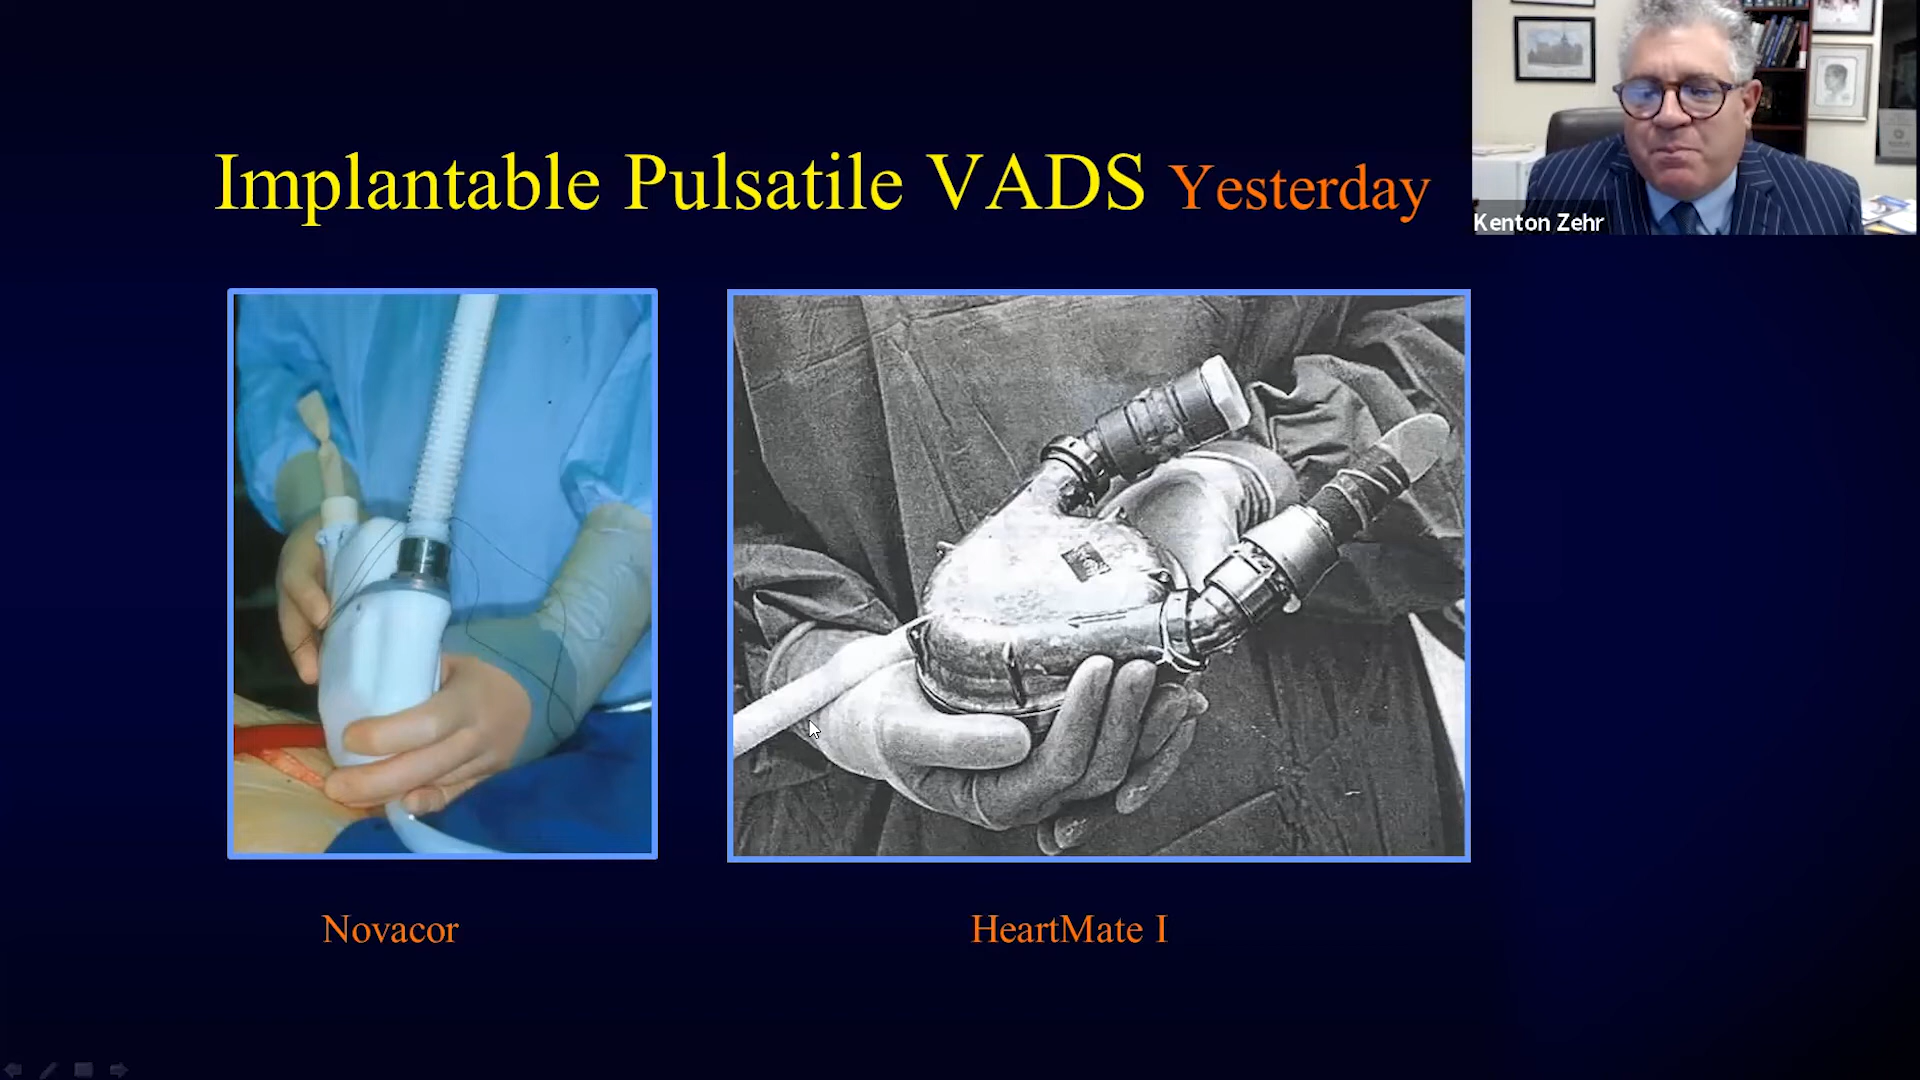 Implantable Pulsatile VADS Yesterday
Kenton Zehr
Novacor
HeartMate I